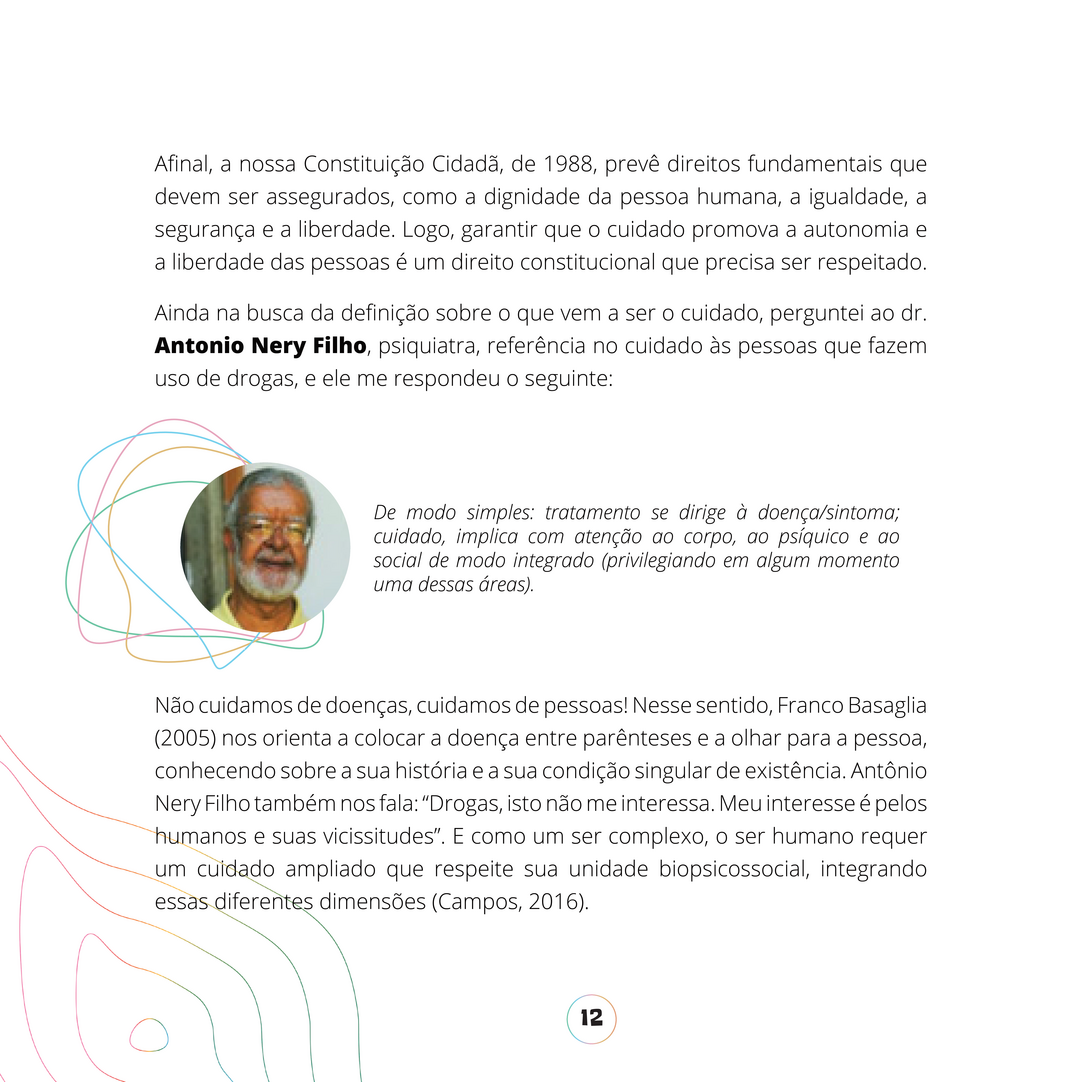 Afinal, a nossa Constituição Cidadã, de 1988, prevê direitos fundamentais que
devem ser assegurados, como a dignidade da pessoa humana, a igualdade, a
segurança e a liberdade. Logo, garantir que o cuidado promova a autonomia e
a liberdade das pessoas é um direito constitucional que precisa ser respeitado.
Ainda na busca da definição sobre o que vem a ser o cuidado, perguntei ao dr.
Antonio Nery Filho, psiquiatra, referência no cuidado às pessoas que fazem
uso de drogas, e ele me respondeu o seguinte:
De modo simples: tratamento se dirige à doença/sintoma;
cuidado, implica com atenção ao corpo, ao psíquico e ao
social de modo integrado (privilegiando em algum momento
uma dessas áreas).
Não cuidamos de doenças, cuidamos de pessoas! Nesse sentido, Franco Basaglia
(2005) nos orienta a colocar a doença entre parênteses e a olhar para a pessoa,
conhecendo sobre a sua história e a sua condição singular de existência. Antônio
Nery Filho também nos fala: “Drogas, isto não me interessa. Meu interesse é pelos
humanos e suas vicissitudes”. E como um ser complexo, o ser humano requer
um cuidado ampliado que respeite sua unidade biopsicossocial, integrando
essas diferentes dimensões (Campos, 2016).
12